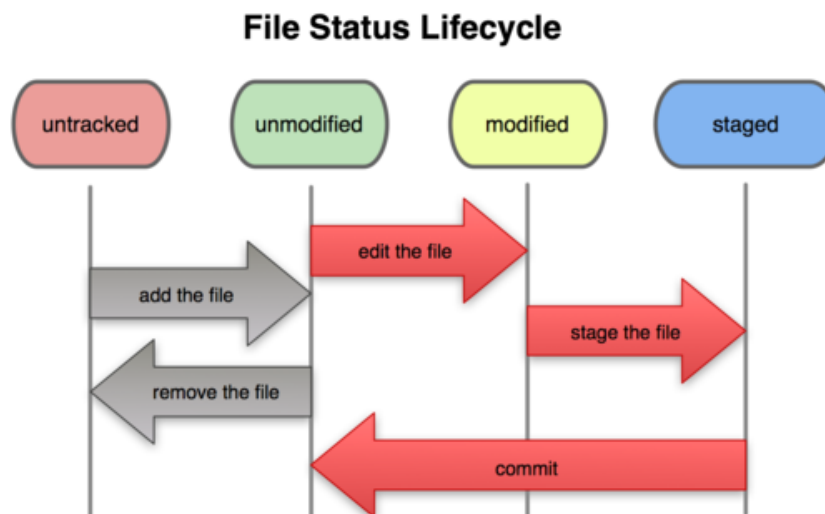 File Status Lifecycle
untracked
unmodified
modified
staged
edit the file
add the file
stage the file
remove the file
commit